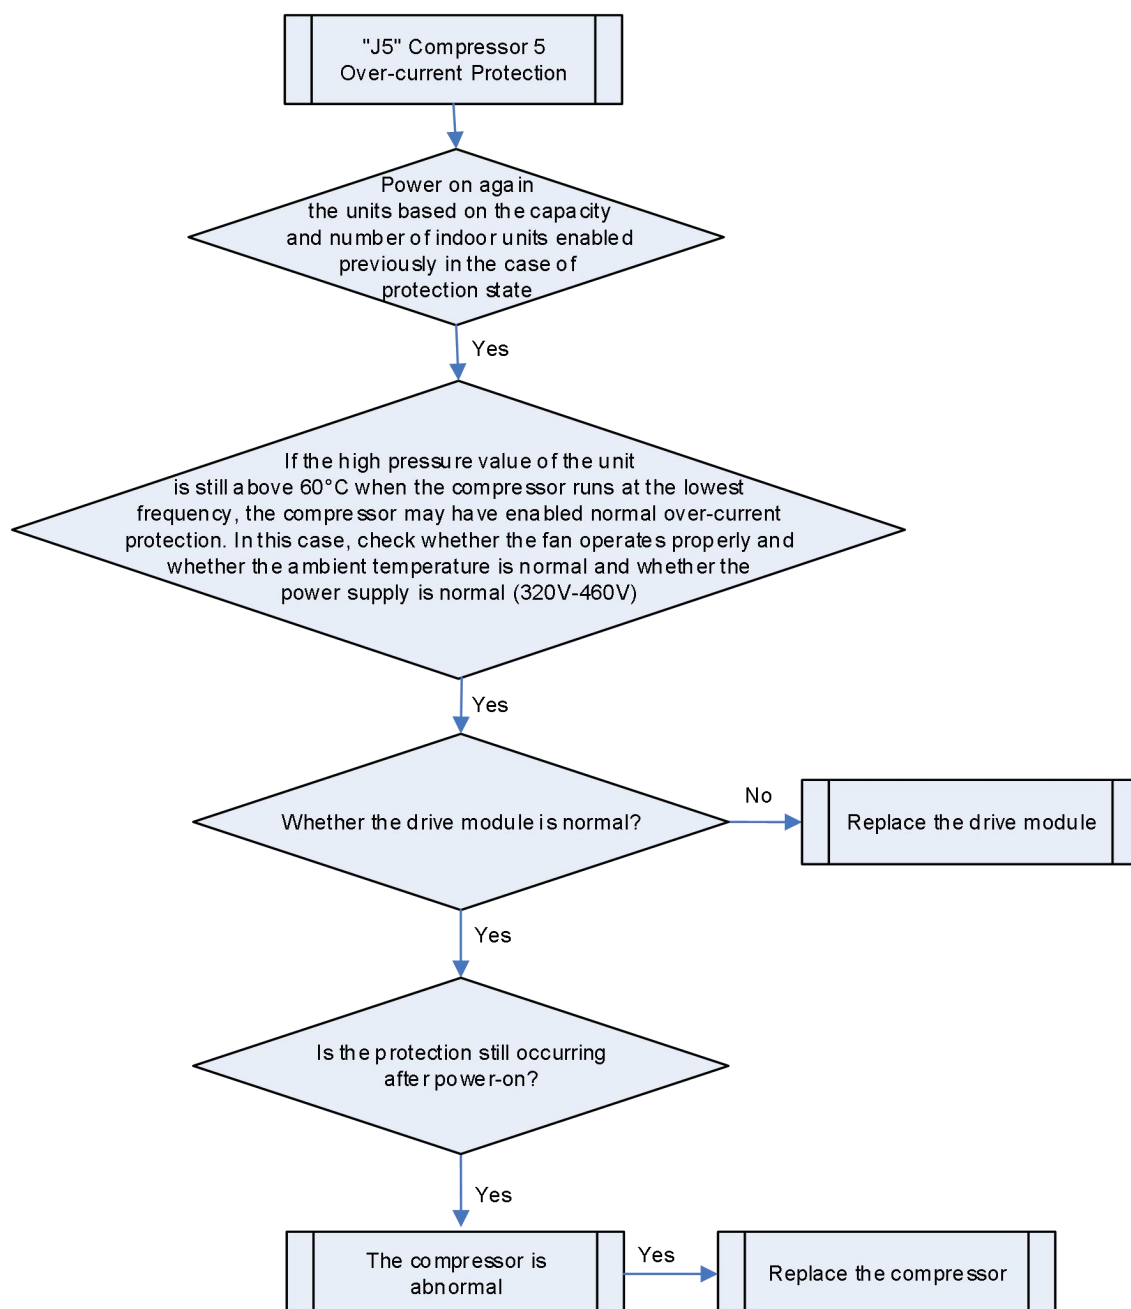 "J5" Compressor 5
Over-current Protection
Power on again
the units based on the capacity
and number of indoor units enabled
previously in the case of
protection state
Yes
If the high pressure value of the unit
is still above 60°C when the compressor runs at the lowest
frequency, the compressor may have enabled normal over-current
protection. In this case, check whether the fan operates properly and
whether the ambient temperature is normal and whether the
power supply is normal (320V-460V)
Yes
Whether the drive module is normal?
No
Replace the drive module
Yes
Is the protection still occurring
after power-on?
Yes
The compressor is
abnormal
Yes
Replace the compressor